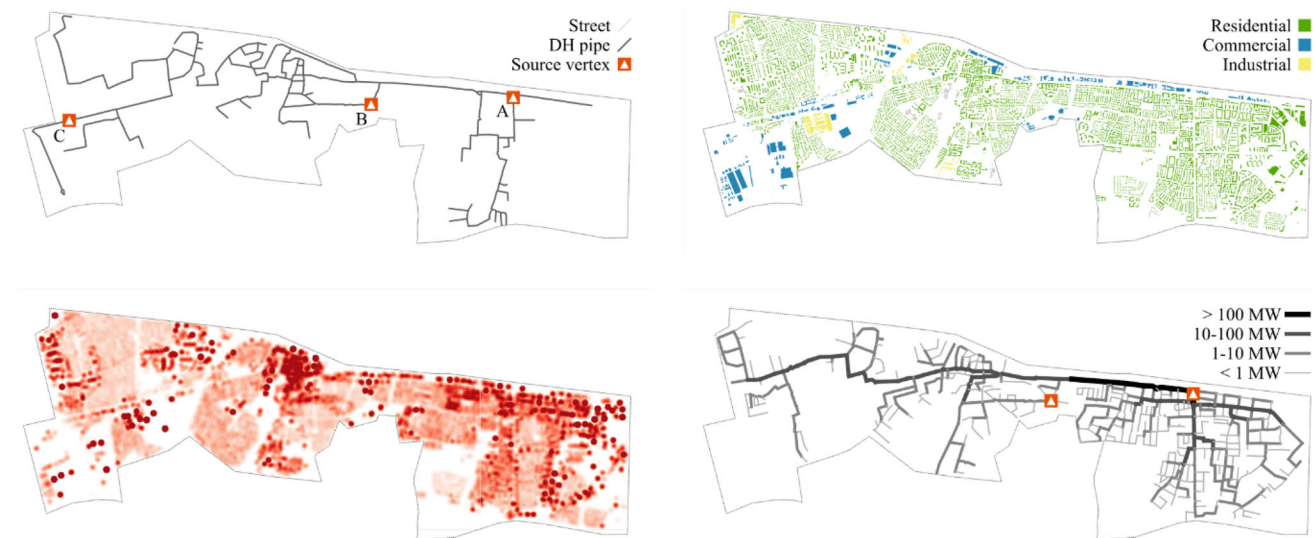 Street
DH pipe
Source vertex
A
B
C
Residential
Commercial
Industrial
> 100 MW
10-100 MW
1-10 MW
< 1 MW